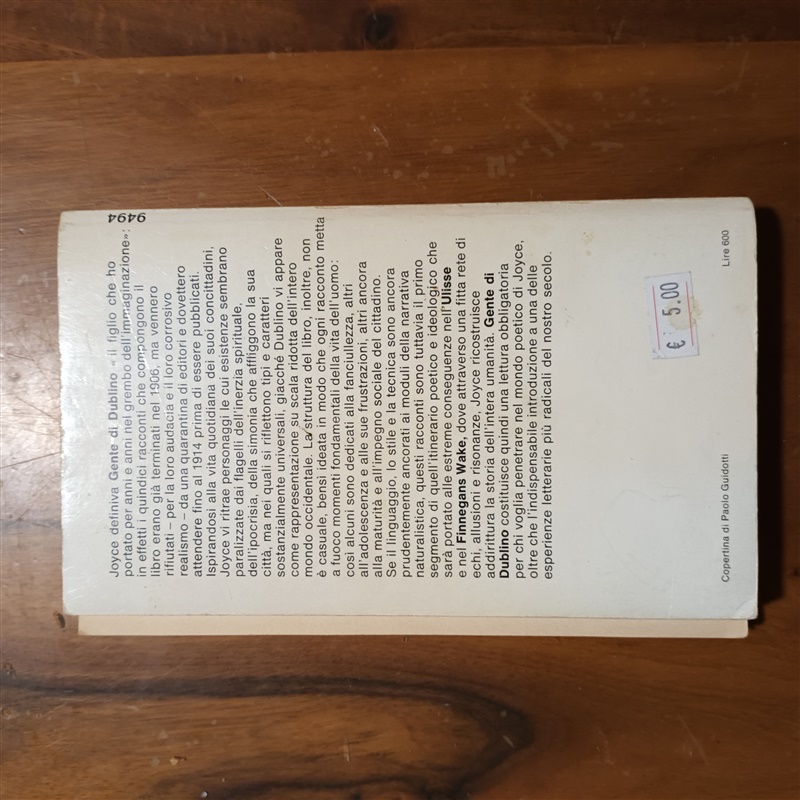 Joyce definiva Gente di Dublino « il figlio che ho
portato per anni e anni nel grembo dell'immaginazione»:
in effetti i quindici racconti che compongono il
libro erano già terminati nel 1906, ma vennero
rifiutati – per la loro audacia e il loro corrosivo
realismo – da una quarantina di editori e dovettero
attendere fino al 1914 prima di essere pubblicati.
Ispirandosi alla vita quotidiana dei suoi concittadini,
Joyce vi ritrae personaggi le cui esistenze sembrano
paralizzate dai flagelli dell'inerzia spirituale,
dell'ipocrisia, della simonia che affliggono la sua
città, ma nei quali si riflettono tipi e caratteri
sostanzialmente universali, giacché Dublino vi appare
come rappresentazione su scala ridotta dell'intero
mondo occidentale. La struttura del libro, inoltre, non
è casuale, bensì ideata in modo che ogni racconto metta
a fuoco i momenti fondamentali della vita dell'uomo:
così alcuni sono dedicati alla fanciullezza, altri
all'adolescenza e alle sue frustrazioni, altri ancora
alla maturità e all'impegno sociale del cittadino.
Se il linguaggio, lo stile e la tecnica sono ancora
prudentemente ancorati ai moduli della narrativa
naturalistica, questi racconti sono tuttavia il primo
segmento di quell'itinerario poetico e ideologico che
sarà portato alle estreme conseguenze nell'Ulisse
e nel Finnegans Wake, dove attraverso una fitta rete di
echi, allusioni e risonanze, Joyce ricostruisce
addirittura la storia dell'intera umanità. Gente di
Dublino costituisce quindi una lettura obbligatoria
per chi voglia penetrare nel mondo poetico di Joyce,
oltre che l'indispensabile introduzione a una delle
esperienze letterarie più radicali del nostro secolo.
9494
€ 5.00
Copertina di Paolo Guidotti
Lire 600